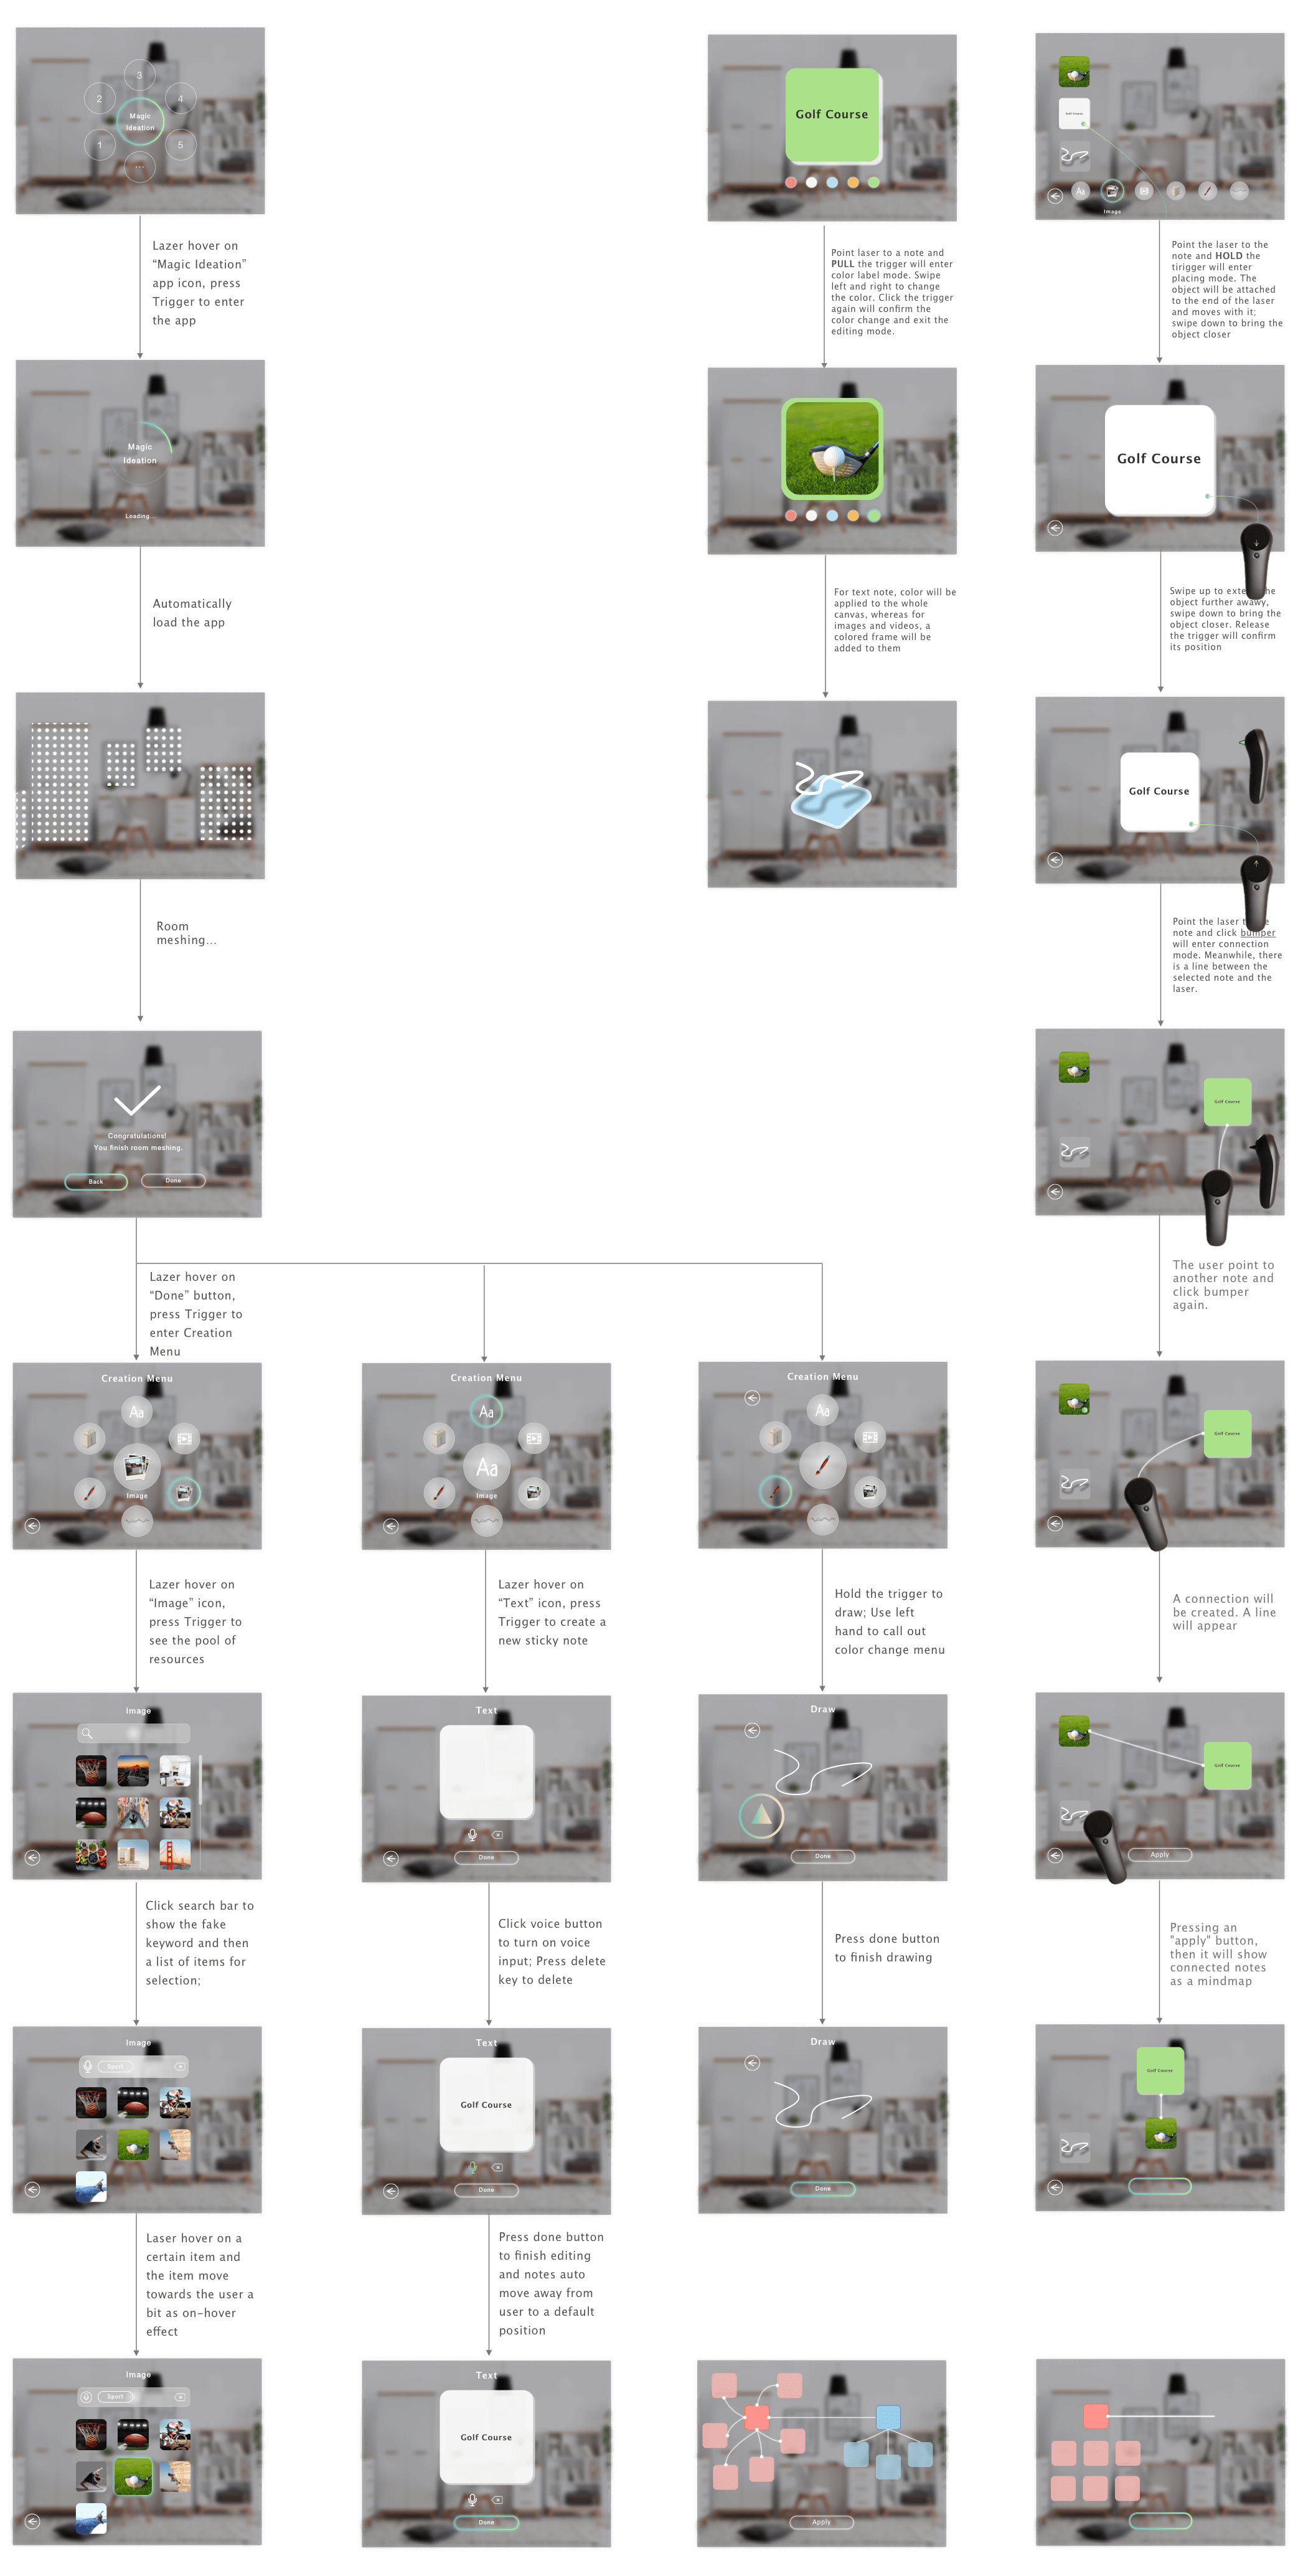 3
2
4
Magic
Ideation
1
5
...
Lazer hover on
“Magic Ideation”
app icon, press
Trigger to enter
the app
Magic
Ideation
Loading...
Automatically
load the app
Room
meshing...
Congratulations!
You finish room meshing.
Back
Done
Lazer hover on
“Done” button,
press Trigger to
enter Creation
Menu
Creation Menu
Aa
Image
Lazer hover on
“Image” icon,
press Trigger to
see the pool of
resources
Image
Click search bar to
show the fake
keyword and then
a list of items for
selection;
Image
Sport
Laser hover on a
certain item and
the item move
towards the user a
bit as on-hover
effect
Image
Sport
Creation Menu
Aa
Aa
Image
Lazer hover on
“Text” icon, press
Trigger to create a
new sticky note
Text
Done
Click voice button
to turn on voice
input; Press delete
key to delete
Text
Golf Course
Done
Press done button
to finish editing
and notes auto
move away from
user to a default
position
Text
Golf Course
Done
Golf Course
Point laser to a note and
PULL the trigger will enter
color label mode. Swipe
left and right to change
the color. Click the trigger
again will confirm the
color change and exit the
editing mode.
For text note, color will be
applied to the whole
canvas, whereas for
images and videos, a
colored frame will be
added to them
Creation Menu
Aa
Hold the trigger to
draw; Use left
hand to call out
color change menu
Draw
Done
Press done button
to finish drawing
Draw
Done
Apply
Golf Course
Aa
Image
Point the laser to the
note and HOLD the
tirigger will enter
placing mode. The
object will be attached
to the end of the laser
and moves with it;
swipe down to bring the
object closer
Golf Course
Swipe up to exte he
object further awawy,
swipe down to bring the
object closer. Release
the trigger will confirm
its position
Golf Course
Point the laser t e
note and click bumper
will enter connection
mode. Meanwhile, there
is a line between the
selected note and the
laser.
Golf Course
The user point to
another note and
click bumper
again.
Golf Course
A connection will
be created. A line
will appear
Golf Course
Apply
Pressing an
"apply" button,
then it will show
connected notes
as a mindmap
Golf Course